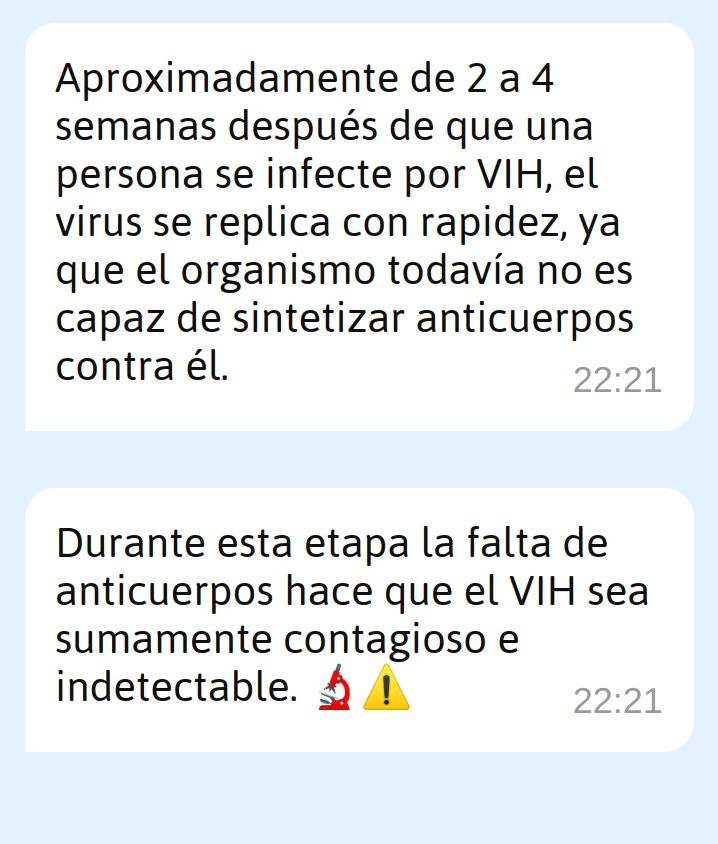 Aproximadamente de 2 a 4
semanas después de que una
persona se infecte por VIH, el
virus se replica con rapidez, ya
que el organismo todavía no es
capaz de sintetizar anticuerpos
contra él.
22:21
Durante esta etapa la falta de
anticuerpos hace que el VIH sea
sumamente contagioso e
indetectable. 🔬⚠️
22:21